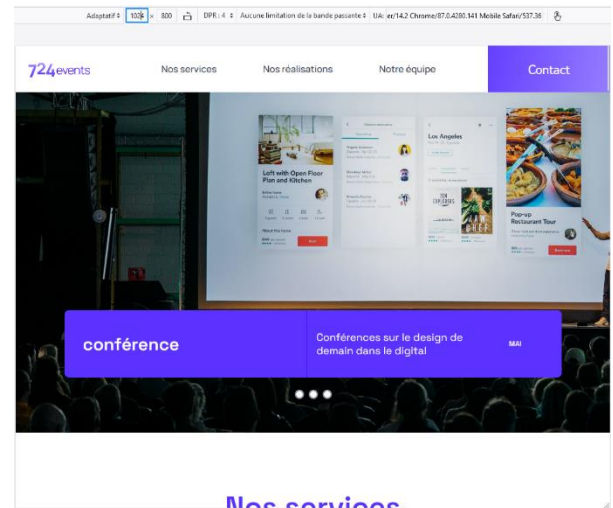 Adaptatif 1024 × 800 DPR : 4 Aucune limitation de la bande passante UA: er/14.2 Chrome/87.0.4280.141 Mobile Safari/537.36
724events Nos services Nos réalisations Notre équipe Contact
Los Angeles
Loft with Open Floor
Plan and Kitchen
About the home
Pop-up
Restaurant Tour
conférence
Conférences sur le design de
demain dans le digital
MAI
Nos services